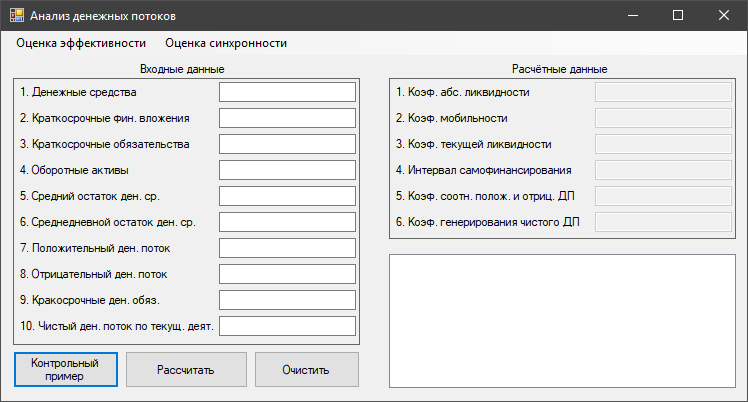 Анализ денежных потоков
Оценка эффективности Оценка синхронности
Входные данные
1. Денежные средства
2. Краткосрочные фин. вложения
3. Краткосрочные обязательства
4. Оборотные активы
5. Средний остаток ден. ср.
6. Среднедневной остаток ден. ср.
7. Положительный ден. поток
8. Отрицательный ден. поток
9. Кракосрочные ден. обяз.
10. Чистый ден. поток по текущ. деят.
Контрольный
пример
Рассчитать
Очистить
Расчётные данные
1. Коэф. абс. ликвидности
2. Коэф. мобильности
3. Коэф. текущей ликвидности
4. Интервал самофинансирования
5. Коэф. соотн. полож. и отриц. ДП
6. Коэф. генерирования чистого ДП